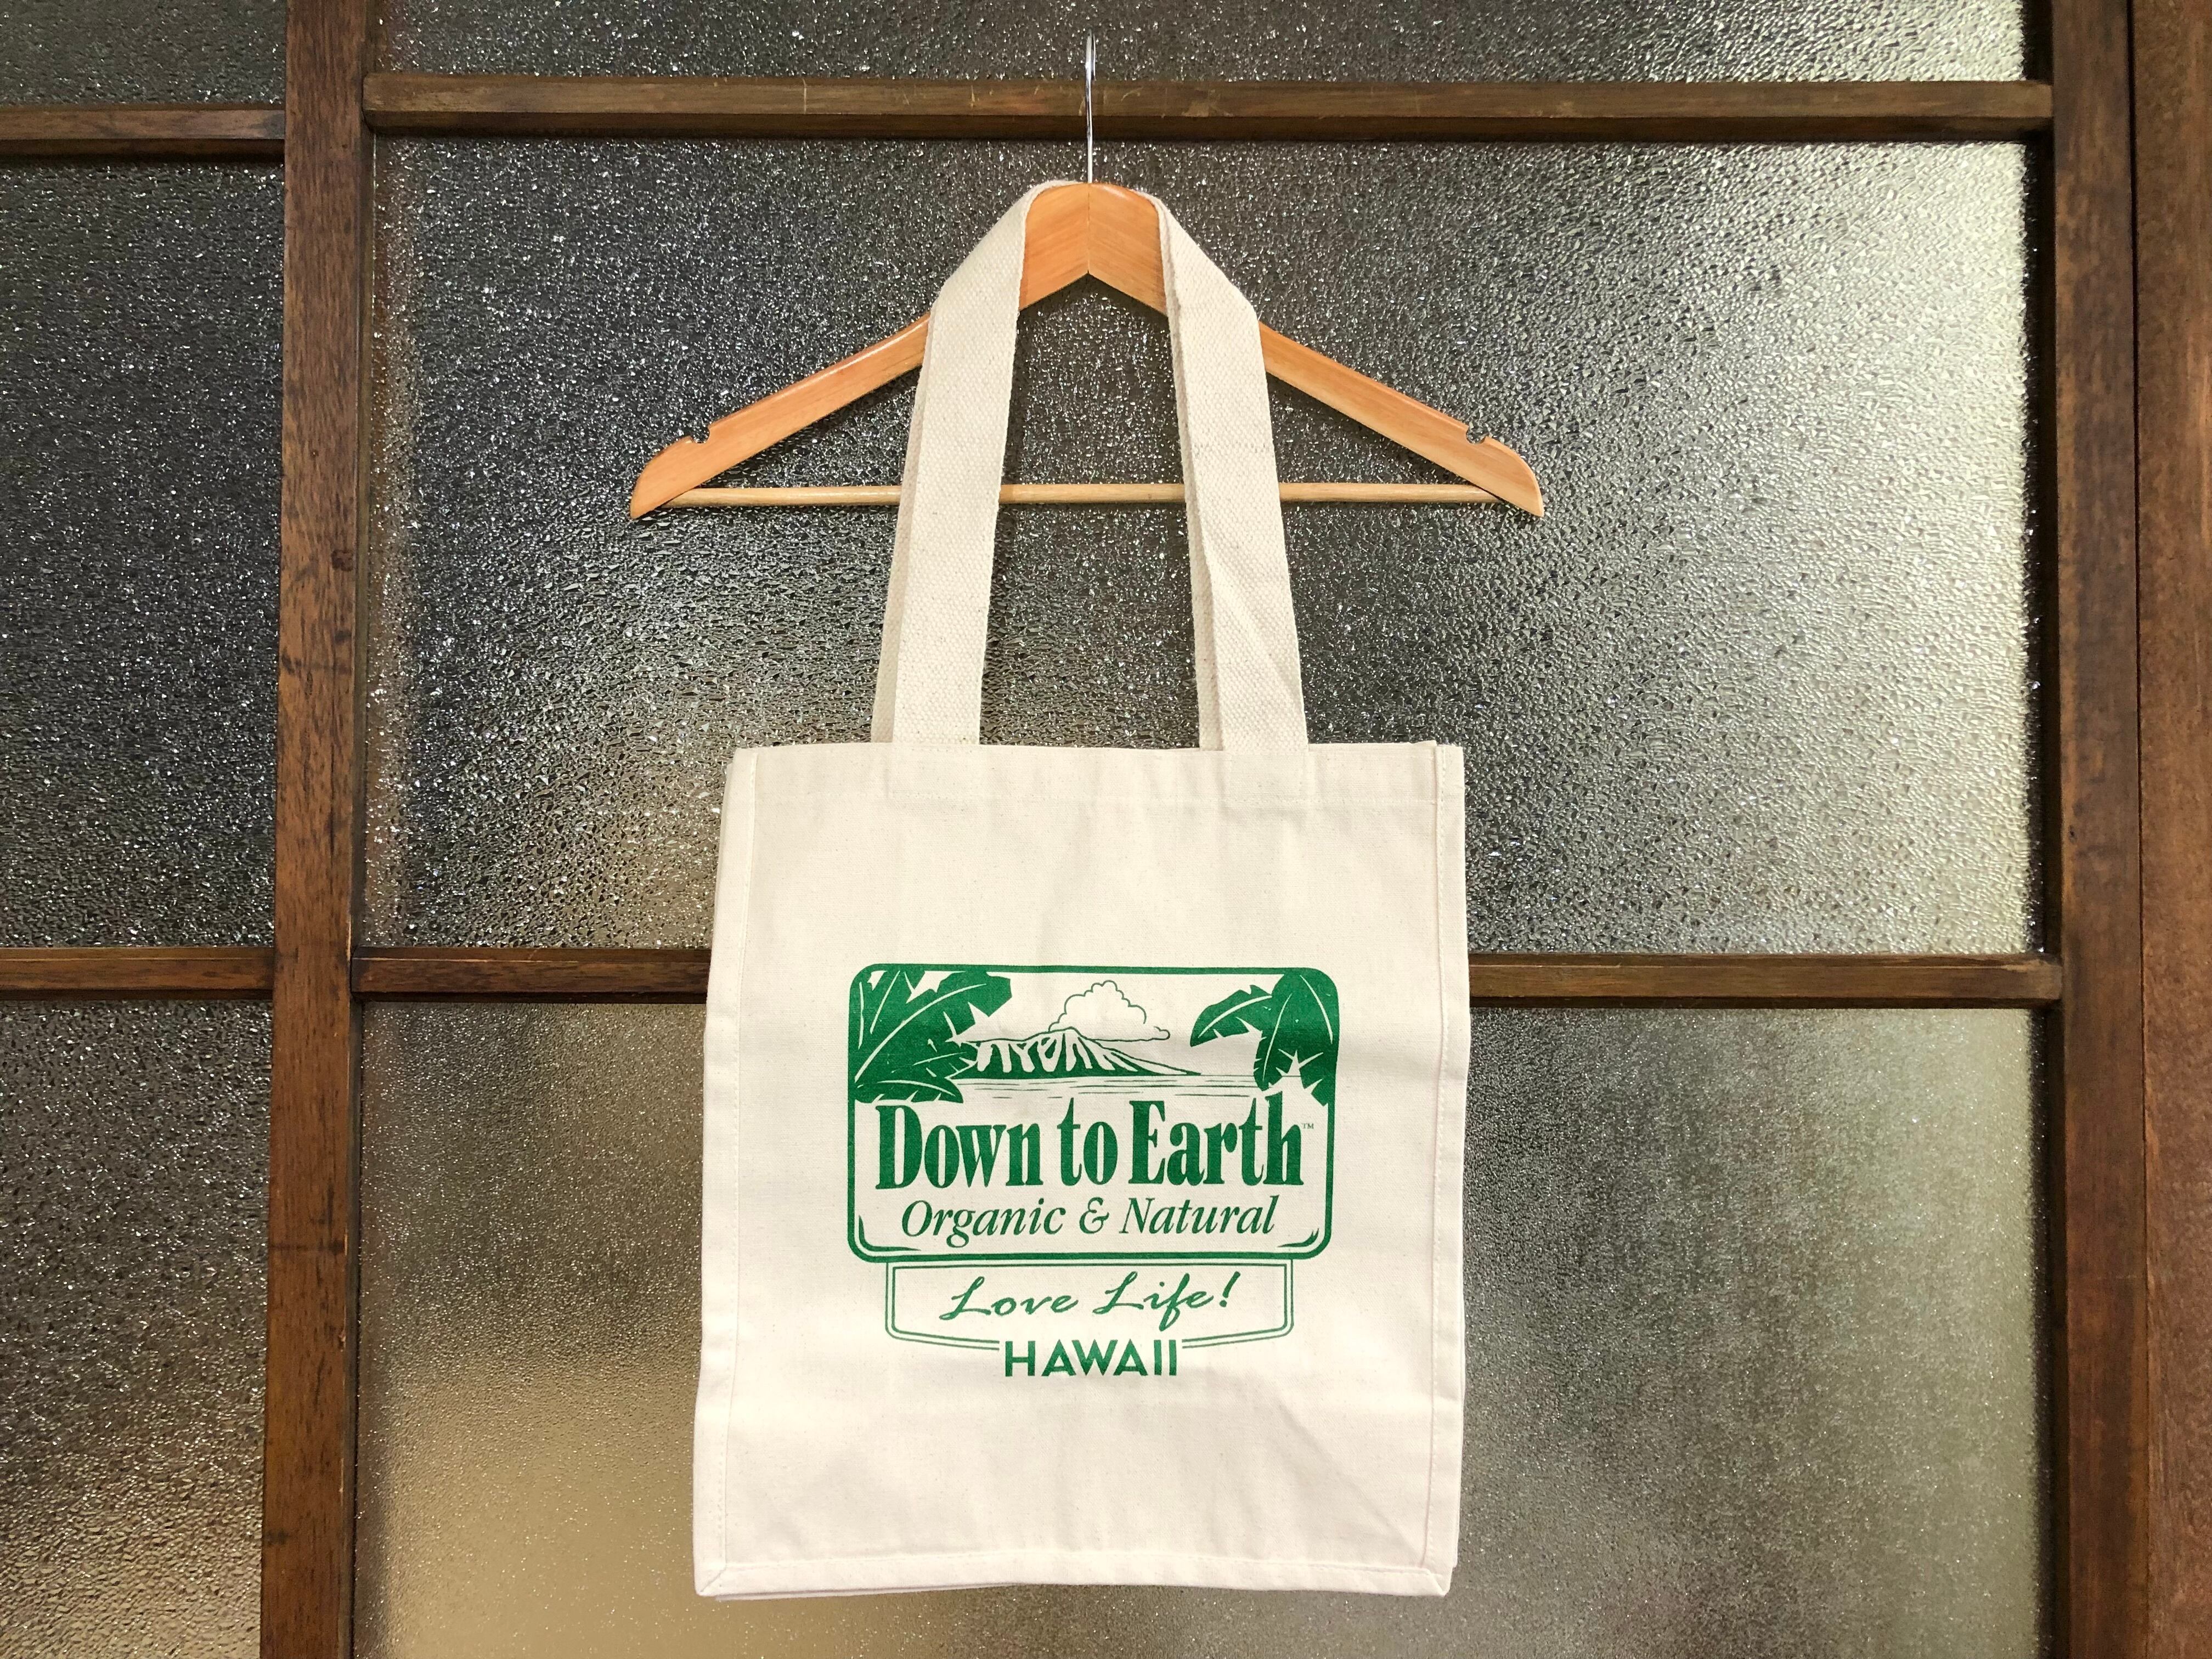 Down to Earth™
Organic & Natural
Love Life!
HAWAII